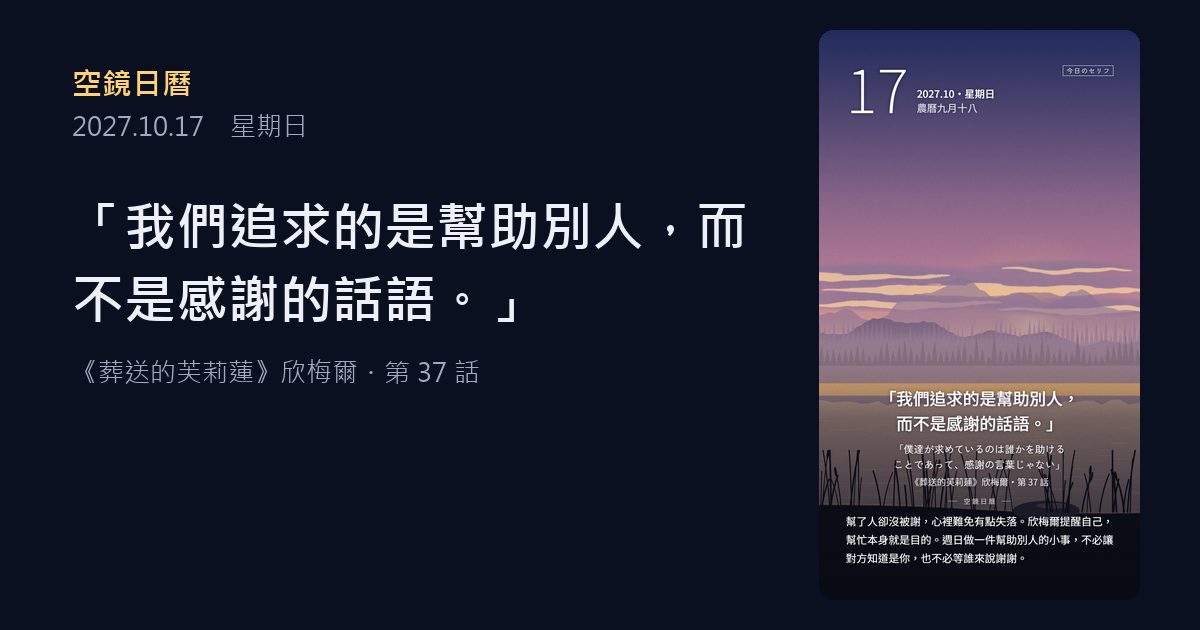 空鏡日曆
2027.10.17　星期日
「我們追求的是幫助別人，而
不是感謝的話語。」
《葬送的芙莉蓮》欣梅爾・第 37 話
17
今日のセリフ
2027.10・星期日
農曆九月十八
「我們追求的是幫助別人，
而不是感謝的話語。」
「僕達が求めているのは誰かを助ける
ことであって、感謝の言葉じゃない」
《葬送的芙莉蓮》欣梅爾・第 37 話
— 空鏡日曆 —
幫了人卻沒被謝，心裡難免有點失落。欣梅爾提醒自己，
幫忙本身就是目的。週日做一件幫助別人的小事，不必讓
對方知道是你，也不必等誰來說謝謝。